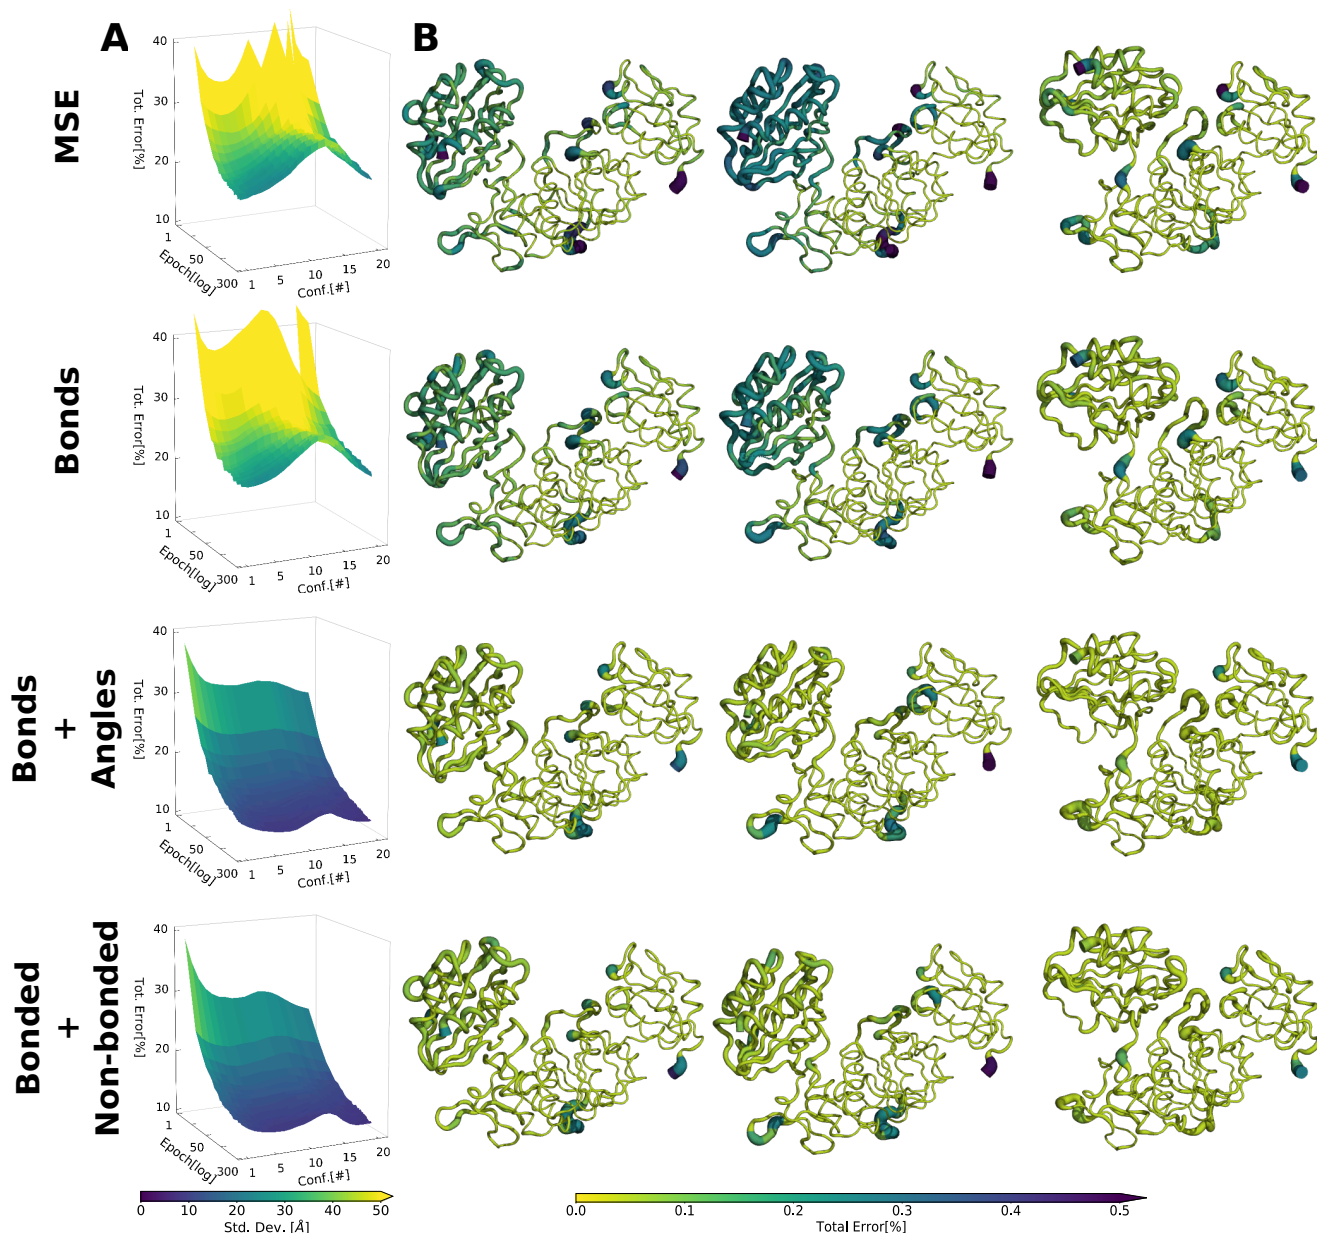 A
B
MSE
40
30
20
10
Tot. Error[%]
1
50
300
Epoch[log]
1
5
10
15
20
Conf.[#]
Bonds
40
30
20
10
Tot. Error[%]
1
50
300
Epoch[log]
1
5
10
15
20
Conf.[#]
Bonds
+
Angles
40
30
20
10
Tot. Error[%]
1
50
300
Epoch[log]
1
5
10
15
20
Conf.[#]
Bonded
+
Non-bonded
40
30
20
10
Tot. Error[%]
1
50
300
Epoch[log]
1
5
10
15
20
Conf.[#]
0 10 20 30 40 50
Std. Dev. [Å]
0.0 0.1 0.2 0.3 0.4 0.5
Total Error[%]